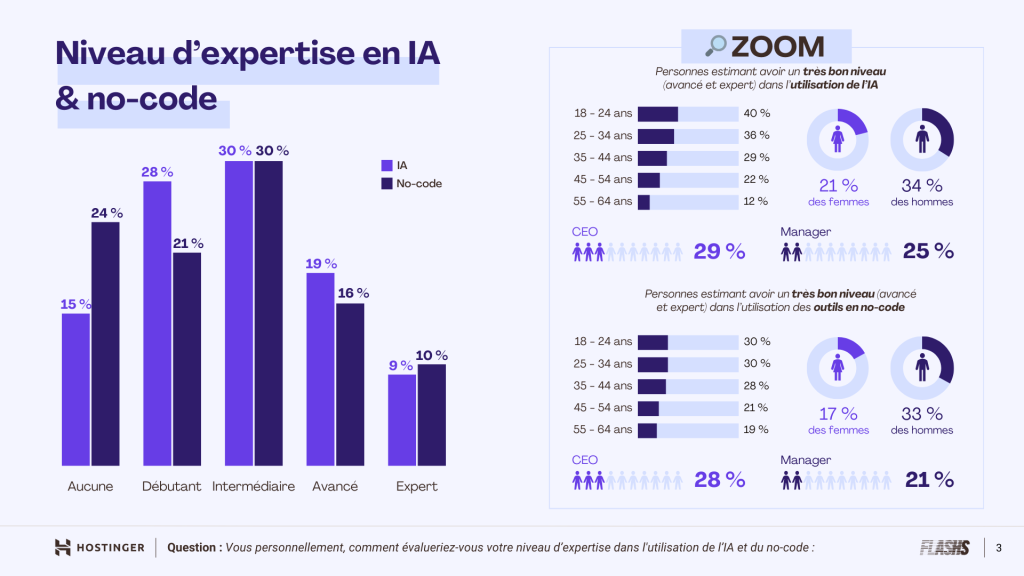 Niveau d'expertise en IA
& no-code
IA
No-code
15 %
24 %
28 %
21 %
30 %
30 %
19 %
16 %
9 %
10 %
Aucune
Débutant
Intermédiaire
Avancé
Expert
ZOOM
Personnes estimant avoir un très bon niveau
(avancé et expert) dans l'utilisation de l'IA
18 - 24 ans 40 %
25 - 34 ans 36 %
35 - 44 ans 29 %
45 - 54 ans 22 %
55 - 64 ans 12 %
21 %
des femmes
34 %
des hommes
CEO
29 %
Manager
25 %
Personnes estimant avoir un très bon niveau (avancé
et expert) dans l'utilisation des outils en no-code
18 - 24 ans 30 %
25 - 34 ans 30 %
35 - 44 ans 28 %
45 - 54 ans 21 %
55 - 64 ans 19 %
17 %
des femmes
33 %
des hommes
CEO
28 %
Manager
21 %
HOSTINGER
Question : Vous personnellement, comment évalueriez-vous votre niveau d'expertise dans l'utilisation de l'IA et du no-code :
FLASHS
3